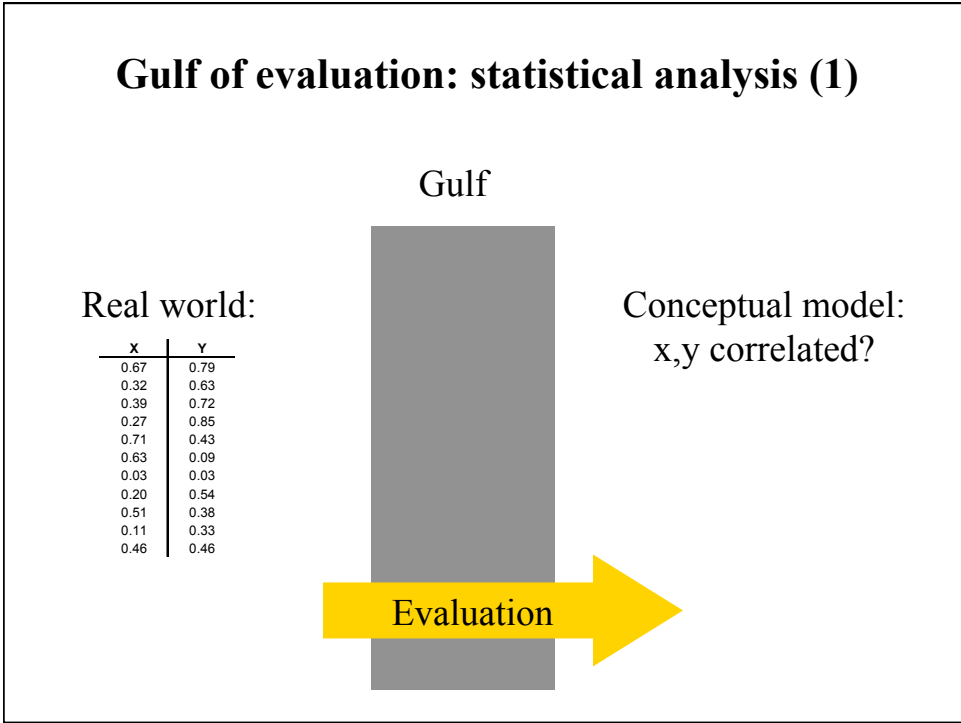 Gulf of evaluation: statistical analysis (1)
Gulf
Real world:
X Y
0.67 0.79
0.32 0.63
0.39 0.72
0.27 0.85
0.71 0.43
0.63 0.09
0.03 0.03
0.20 0.54
0.51 0.38
0.11 0.33
0.46 0.46
Conceptual model:
x,y correlated?
Evaluation